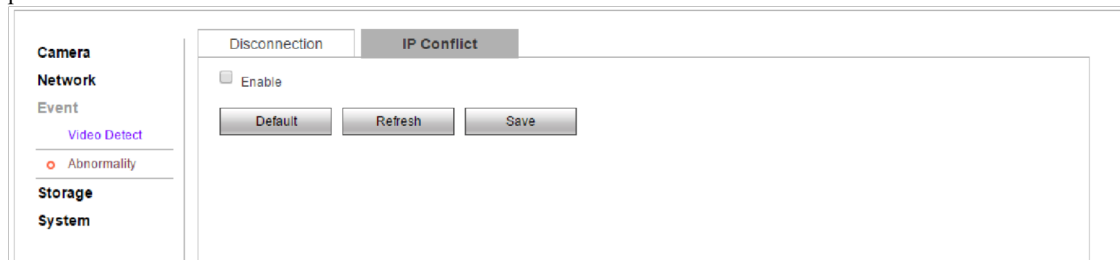 Disconnection
IP Conflict
Camera
Network
Event
Video Detect
Abnormality
Storage
System
Enable
Default
Refresh
Save